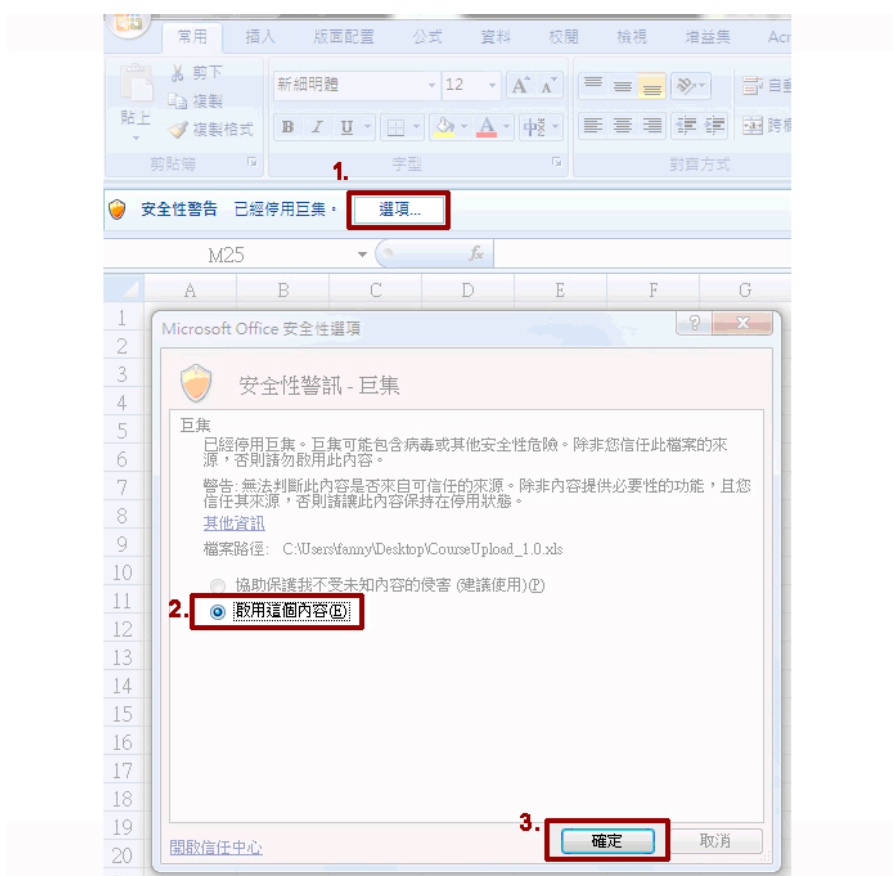 常用 插入 版面配置 公式 資料 校閱 檢視 增益集 Acr
剪下
複製
貼上
複製格式
新細明體 12 A A
B I U A 中
自動
跨欄
剪貼簿 字型 對齊方式
1.
安全性警告 已經停用巨集。 選項...
M25 fx
A B C D E F G
1
2
3
4
5
6
7
8
9
10
11
12
13
14
15
16
17
18
19
20
Microsoft Office 安全性選項
安全性警訊 - 巨集
巨集
已經停用巨集。巨集可能包含病毒或其他安全性危險。除非您信任此檔案的來
源，否則請勿啟用此內容。
警告: 無法判斷此內容是否來自可信任的來源。除非內容提供必要性的功能，且您
信任其來源，否則請讓此內容保持在停用狀態。
其他資訊
檔案路徑: C:\Users\fanny\Desktop\CourseUpload_1.0.xls
協助保護我不受未知內容的侵害 (建議使用)(P)
2. 啟用這個內容(E)
3. 確定 取消
開啟信任中心